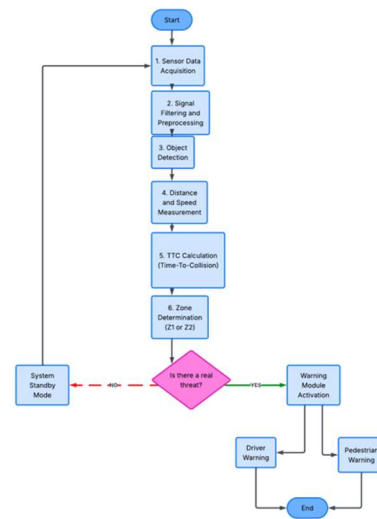 Start
1. Sensor Data
Acquisition
2. Signal
Filtering and
Preprocessing
3. Object
Detection
4. Distance
and Speed
Measurement
5. TTC Calculation
(Time-To-Collision)
6. Zone
Determination
(Z1 or Z2)
Is there a real
threat?
NO
YES
System
Standby
Mode
Warning
Module
Activation
Driver
Warning
Pedestrian
Warning
End